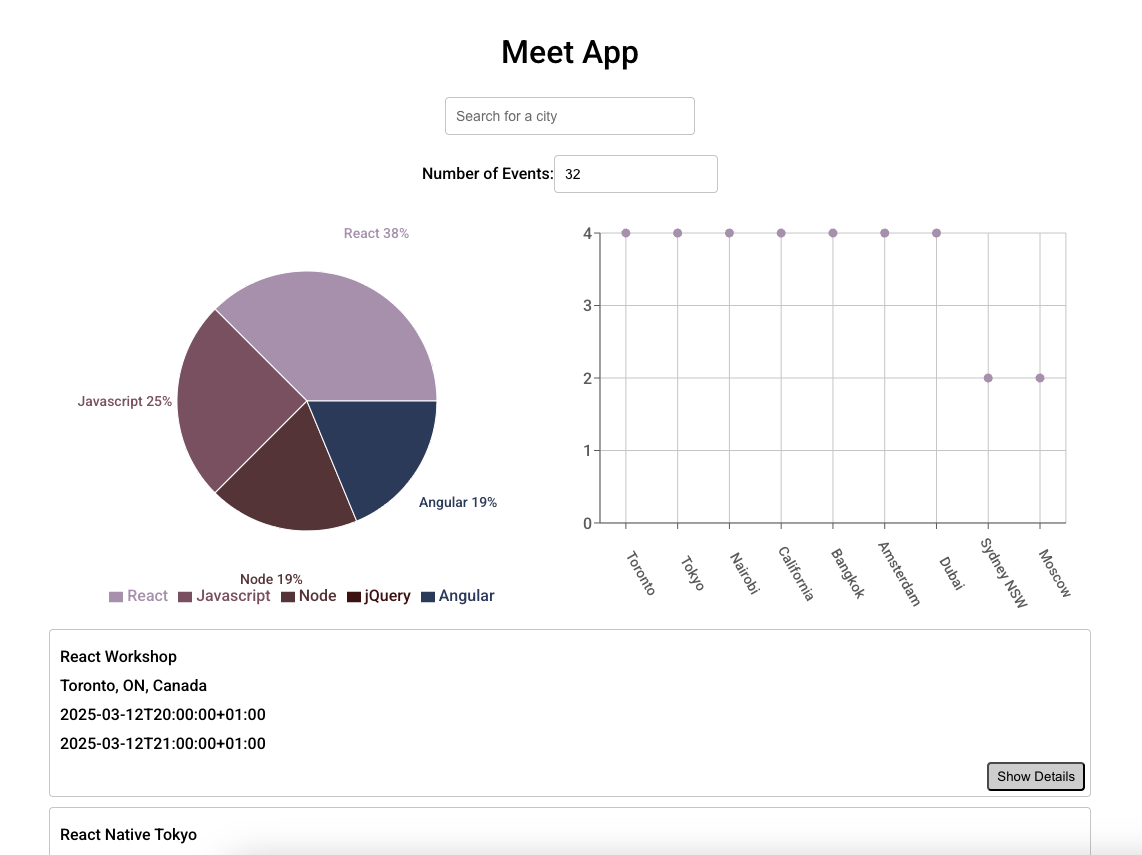 Meet App
Search for a city
Number of Events: 32
React 38%
Javascript 25%
Angular 19%
Node 19%
React Javascript Node jQuery Angular
4
3
2
1
0
Toronto Tokyo Nairobi California Bangkok Amsterdam Dubai Sydney NSW Moscow
React Workshop
Toronto, ON, Canada
2025-03-12T20:00:00+01:00
2025-03-12T21:00:00+01:00
Show Details
React Native Tokyo